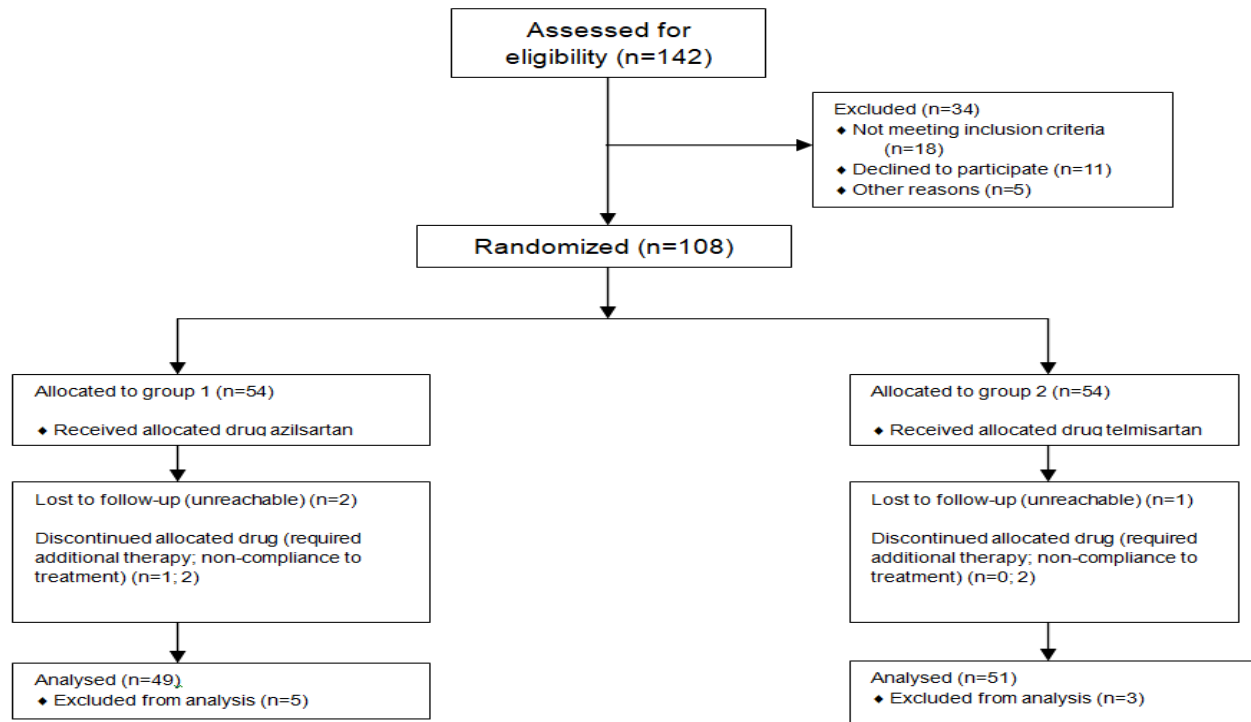 Assessed for
eligibility (n=142)
Excluded (n=34)
◆ Not meeting inclusion criteria
(n=18)
◆ Declined to participate (n=11)
◆ Other reasons (n=5)
Randomized (n=108)
Allocated to group 1 (n=54)
◆ Received allocated drug azilsartan
Allocated to group 2 (n=54)
◆ Received allocated drug telmisartan
Lost to follow-up (unreachable) (n=2)
Discontinued allocated drug (required
additional therapy; non-compliance to
treatment) (n=1; 2)
Lost to follow-up (unreachable) (n=1)
Discontinued allocated drug (required
additional therapy; non-compliance to
treatment) (n=0; 2)
Analysed (n=49)
◆ Excluded from analysis (n=5)
Analysed (n=51)
◆ Excluded from analysis (n=3)